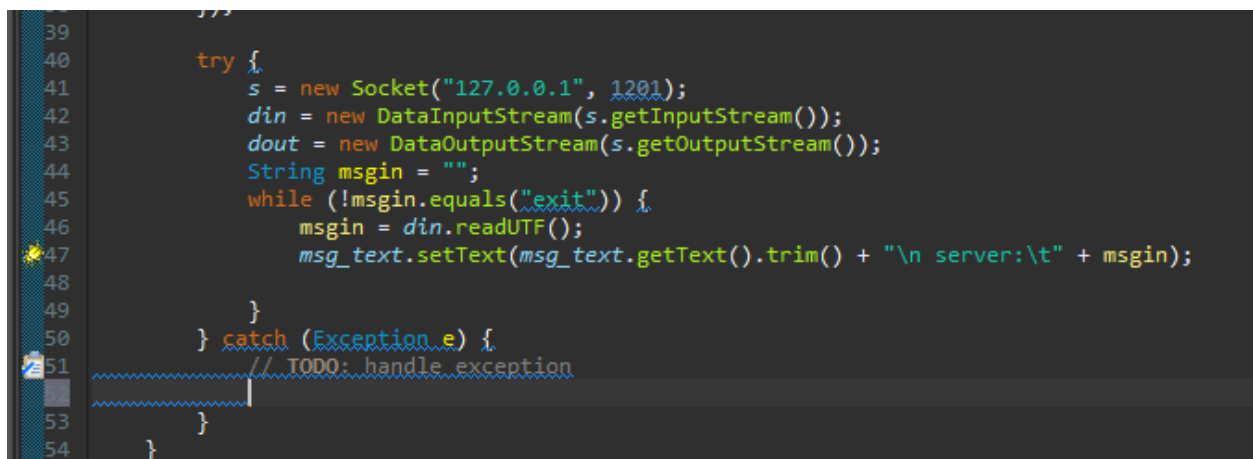 39
40 try {
41 s = new Socket("127.0.0.1", 1201);
42 din = new DataInputStream(s.getInputStream());
43 dout = new DataOutputStream(s.getOutputStream());
44 String msgin = "";
45 while (!msgin.equals("exit")) {
46 msgin = din.readUTF();
47 msg_text.setText(msg_text.getText().trim() + "\n server:\t" + msgin);
48
49 }
50 } catch (Exception e) {
51 // TODO: handle exception
52
53 }
54 }